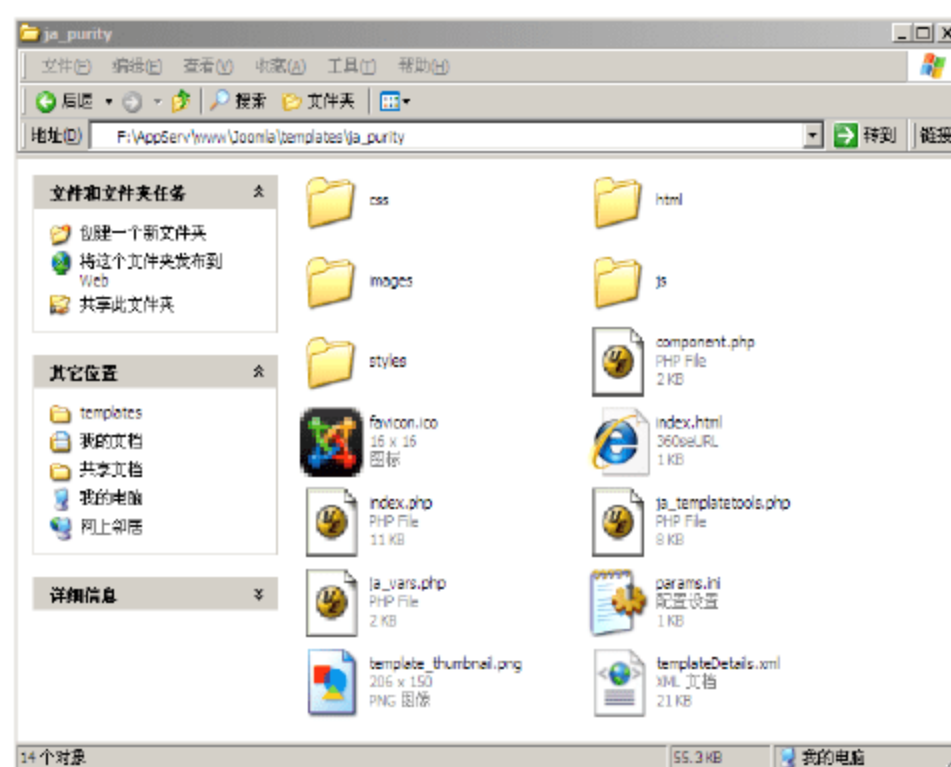 ja_purity
文件(F) 编辑(E) 查看(V) 收藏(A) 工具(T) 帮助(H)
后退 搜索 文件夹
地址(D) F:\AppServ\www\Joomla\templates\ja_purity 转到 链接
文件和文件夹任务
创建一个新文件夹
将这个文件夹发布到
Web
共享此文件夹
其它位置
templates
我的文档
共享文档
我的电脑
网上邻居
详细信息
css
html
images
js
styles
component.php
PHP File
2 KB
favicon.ico
16 x 16
图标
index.html
360seURL
1 KB
index.php
PHP File
11 KB
ja_templatetools.php
PHP File
8 KB
ja_vars.php
PHP File
2 KB
params.ini
配置设置
1 KB
template_thumbnail.png
206 x 150
PNG 图像
templateDetails.xml
XML 文档
21 KB
14 个对象 55.3 KB 我的电脑